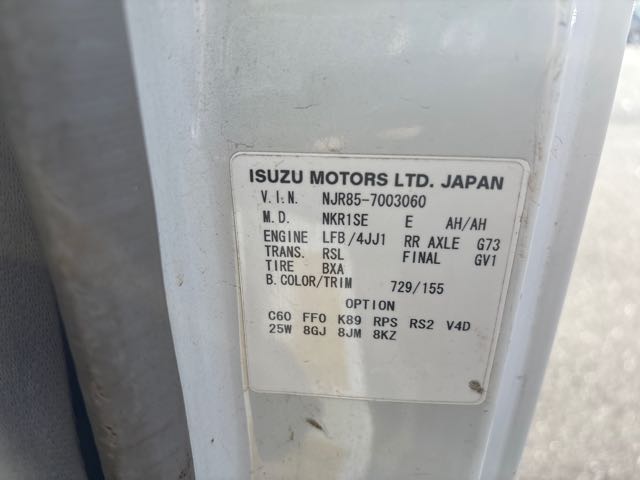 ISUZU MOTORS LTD. JAPAN
V.I.N. NJR85-7003060
M.D. NKR1SE E AH/AH
ENGINE LFB/4JJ1 RR AXLE G73
TRANS. RSL FINAL GV1
TIRE BXA
B.COLOR/TRIM 729/155
OPTION
C60 FF0 K89 RPS RS2 V4D
25W 8GJ 8JM 8KZ